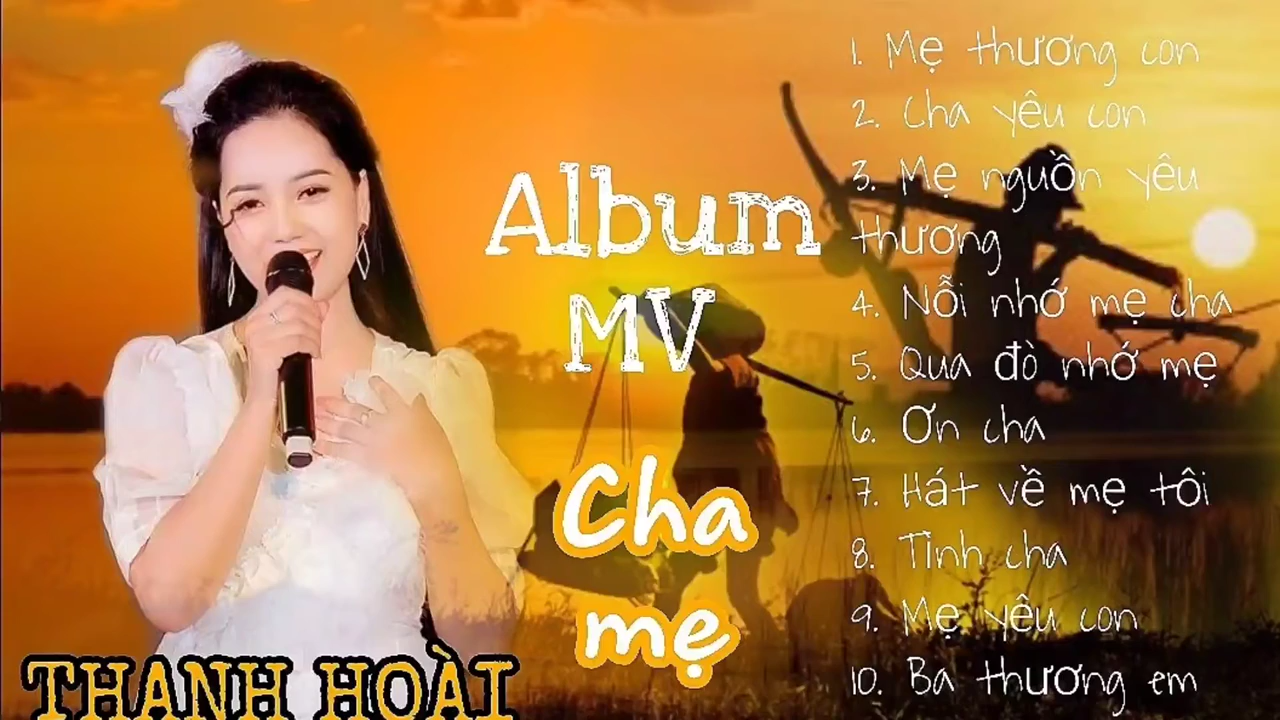 Album
MV
Cha
mẹ
THANH HOÀI
1. Mẹ thương con
2. Cha yêu con
3. Mẹ nguồn yêu
thương
4. Nỗi nhớ mẹ cha
5. Qua đò nhớ mẹ
6. Ơn cha
7. Hát về mẹ tôi
8. Tình cha
9. Mẹ yêu con
10. Ba thương em